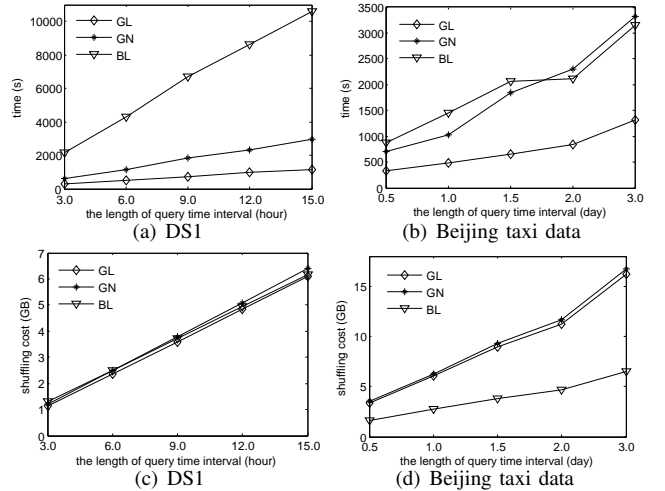 10000
8000
6000
4000
2000
0
time (s)
GL
GN
BL
3.0 6.0 9.0 12.0 15.0
the length of query time interval (hour)
(a) DS1
3500
3000
2500
2000
1500
1000
500
0
time (s)
GL
GN
BL
0.5 1.0 1.5 2.0 3.0
the length of query time interval (day)
(b) Beijing taxi data
7
6
5
4
3
2
1
0
shuffling cost (GB)
GL
GN
BL
3.0 6.0 9.0 12.0 15.0
the length of query time interval (hour)
(c) DS1
15
10
5
0
shuffling cost (GB)
GL
GN
BL
0.5 1.0 1.5 2.0 3.0
the length of query time interval (day)
(d) Beijing taxi data